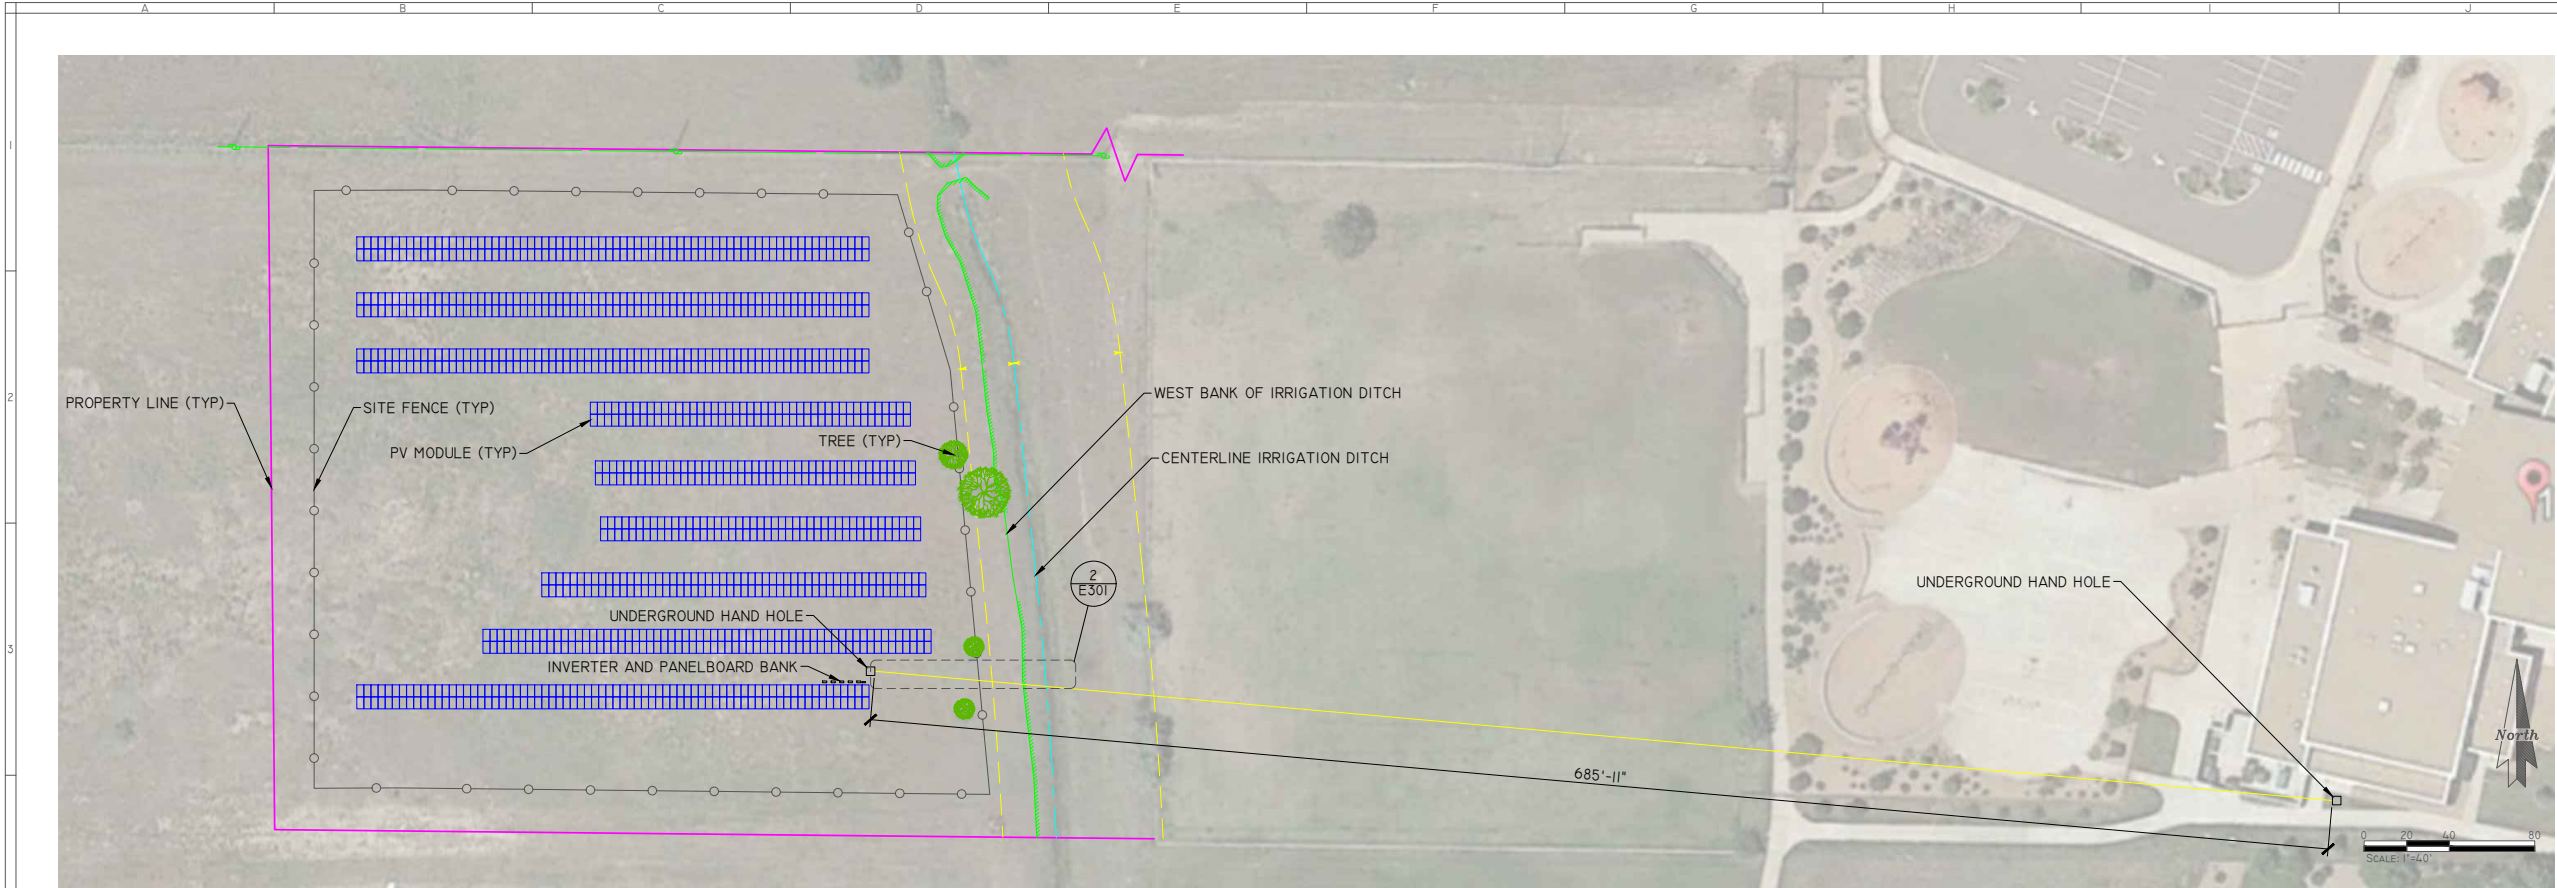 A B C D E F G H I J
1
2
PROPERTY LINE (TYP)
SITE FENCE (TYP)
PV MODULE (TYP)
TREE (TYP)
WEST BANK OF IRRIGATION DITCH
CENTERLINE IRRIGATION DITCH
2
E301
UNDERGROUND HAND HOLE
UNDERGROUND HAND HOLE
3
INVERTER AND PANELBOARD BANK
685'-11"
North
0 20 40 80
SCALE: 1"=40'